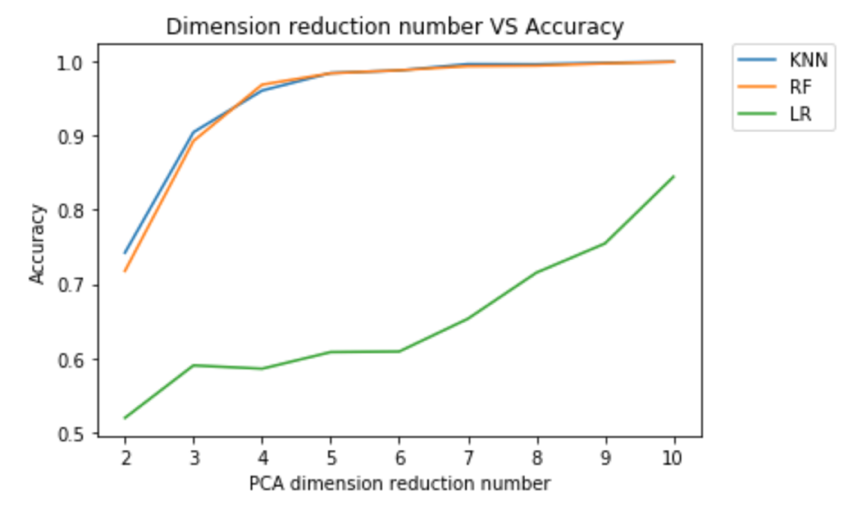 Dimension reduction number VS Accuracy
KNN
RF
LR
1.0
0.9
0.8
0.7
0.6
0.5
Accuracy
2 3 4 5 6 7 8 9 10
PCA dimension reduction number